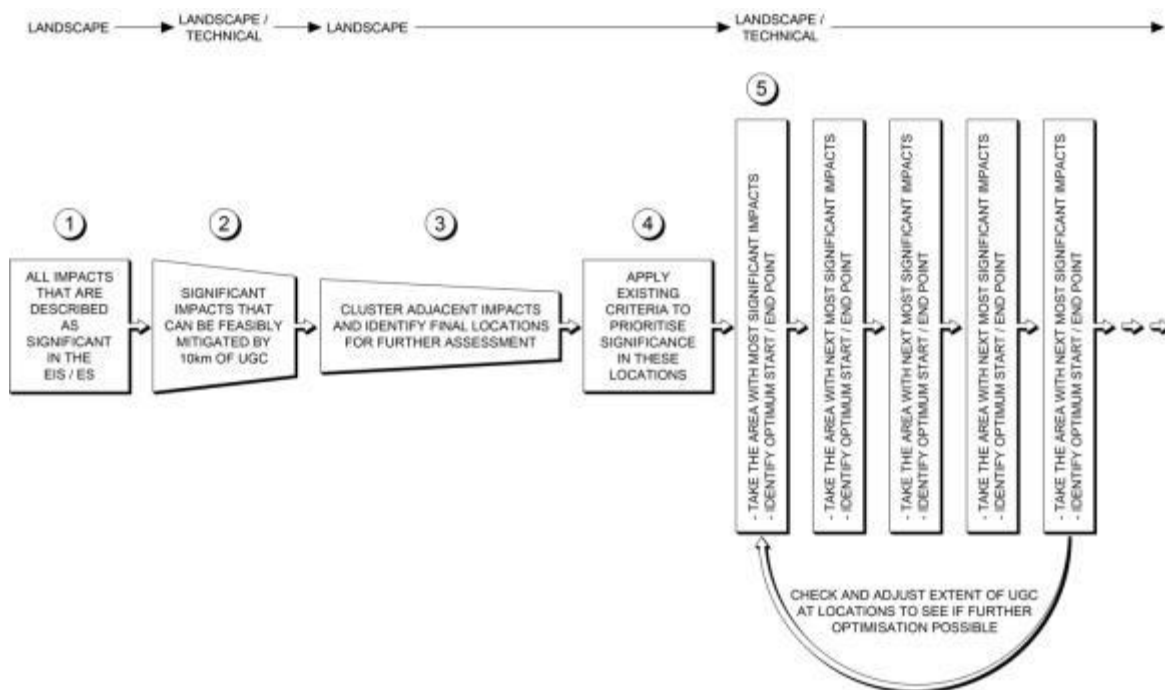 LANDSCAPE
LANDSCAPE /
TECHNICAL
LANDSCAPE
LANDSCAPE /
TECHNICAL
1
ALL IMPACTS
THAT ARE
DESCRIBED
AS
SIGNIFICANT
IN THE
EIS / ES
2
SIGNIFICANT
IMPACTS THAT
CAN BE FEASIBLY
MITIGATED BY
10km OF UGC
3
CLUSTER ADJACENT IMPACTS
AND IDENTIFY FINAL LOCATIONS
FOR FURTHER ASSESSMENT
4
APPLY
EXISTING
CRITERIA TO
PRIORITISE
SIGNIFICANCE
IN THESE
LOCATIONS
5
- TAKE THE AREA WITH MOST SIGNIFICANT IMPACTS
- IDENTIFY OPTIMUM START / END POINT
- TAKE THE AREA WITH NEXT MOST SIGNIFICANT IMPACTS
- IDENTIFY OPTIMUM START / END POINT
- TAKE THE AREA WITH NEXT MOST SIGNIFICANT IMPACTS
- IDENTIFY OPTIMUM START / END POINT
- TAKE THE AREA WITH NEXT MOST SIGNIFICANT IMPACTS
- IDENTIFY OPTIMUM START / END POINT
- TAKE THE AREA WITH NEXT MOST SIGNIFICANT IMPACTS
- IDENTIFY OPTIMUM START / END POINT
CHECK AND ADJUST EXTENT OF UGC
AT LOCATIONS TO SEE IF FURTHER
OPTIMISATION POSSIBLE